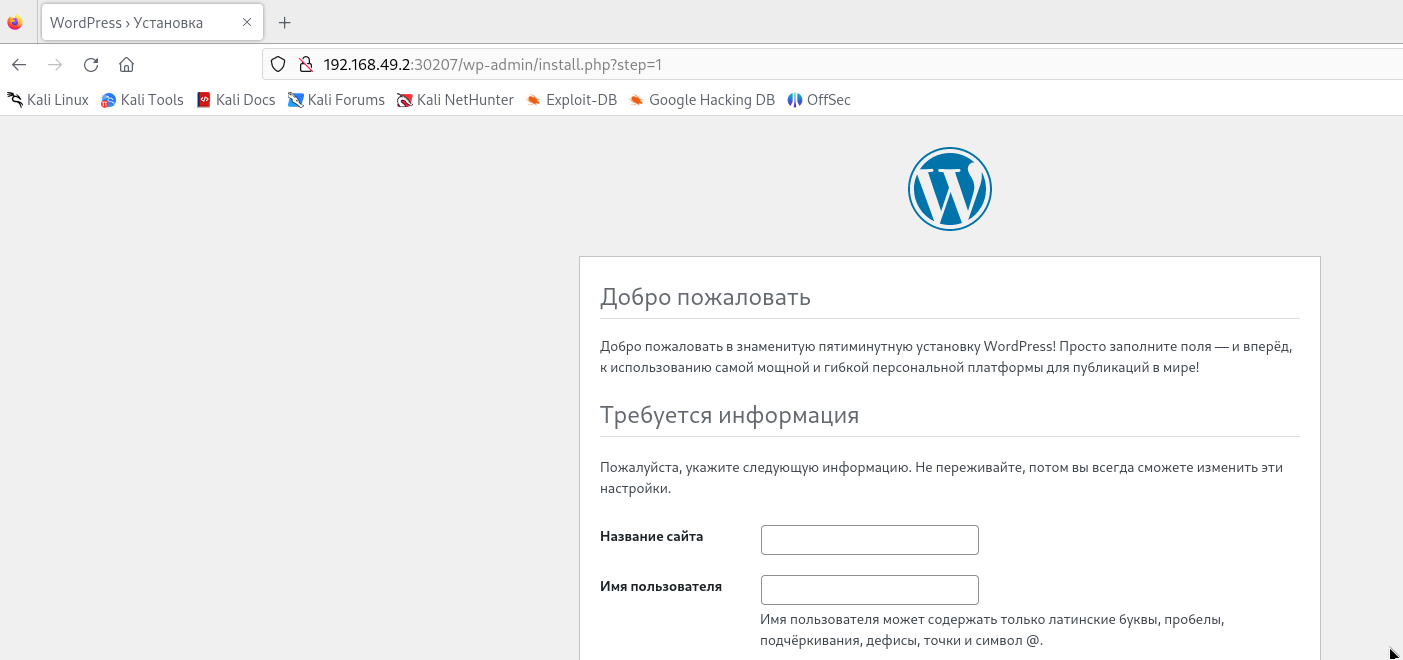 WordPress › Установка
192.168.49.2:30207/wp-admin/install.php?step=1
Kali Linux Kali Tools Kali Docs Kali Forums Kali NetHunter Exploit-DB Google Hacking DB OffSec
Добро пожаловать
Добро пожаловать в знаменитую пятиминутную установку WordPress! Просто заполните поля — и вперёд,
к использованию самой мощной и гибкой персональной платформы для публикаций в мире!
Требуется информация
Пожалуйста, укажите следующую информацию. Не переживайте, потом вы всегда сможете изменить эти
настройки.
Название сайта
Имя пользователя
Имя пользователя может содержать только латинские буквы, пробелы,
подчёркивания, дефисы, точки и символ @.